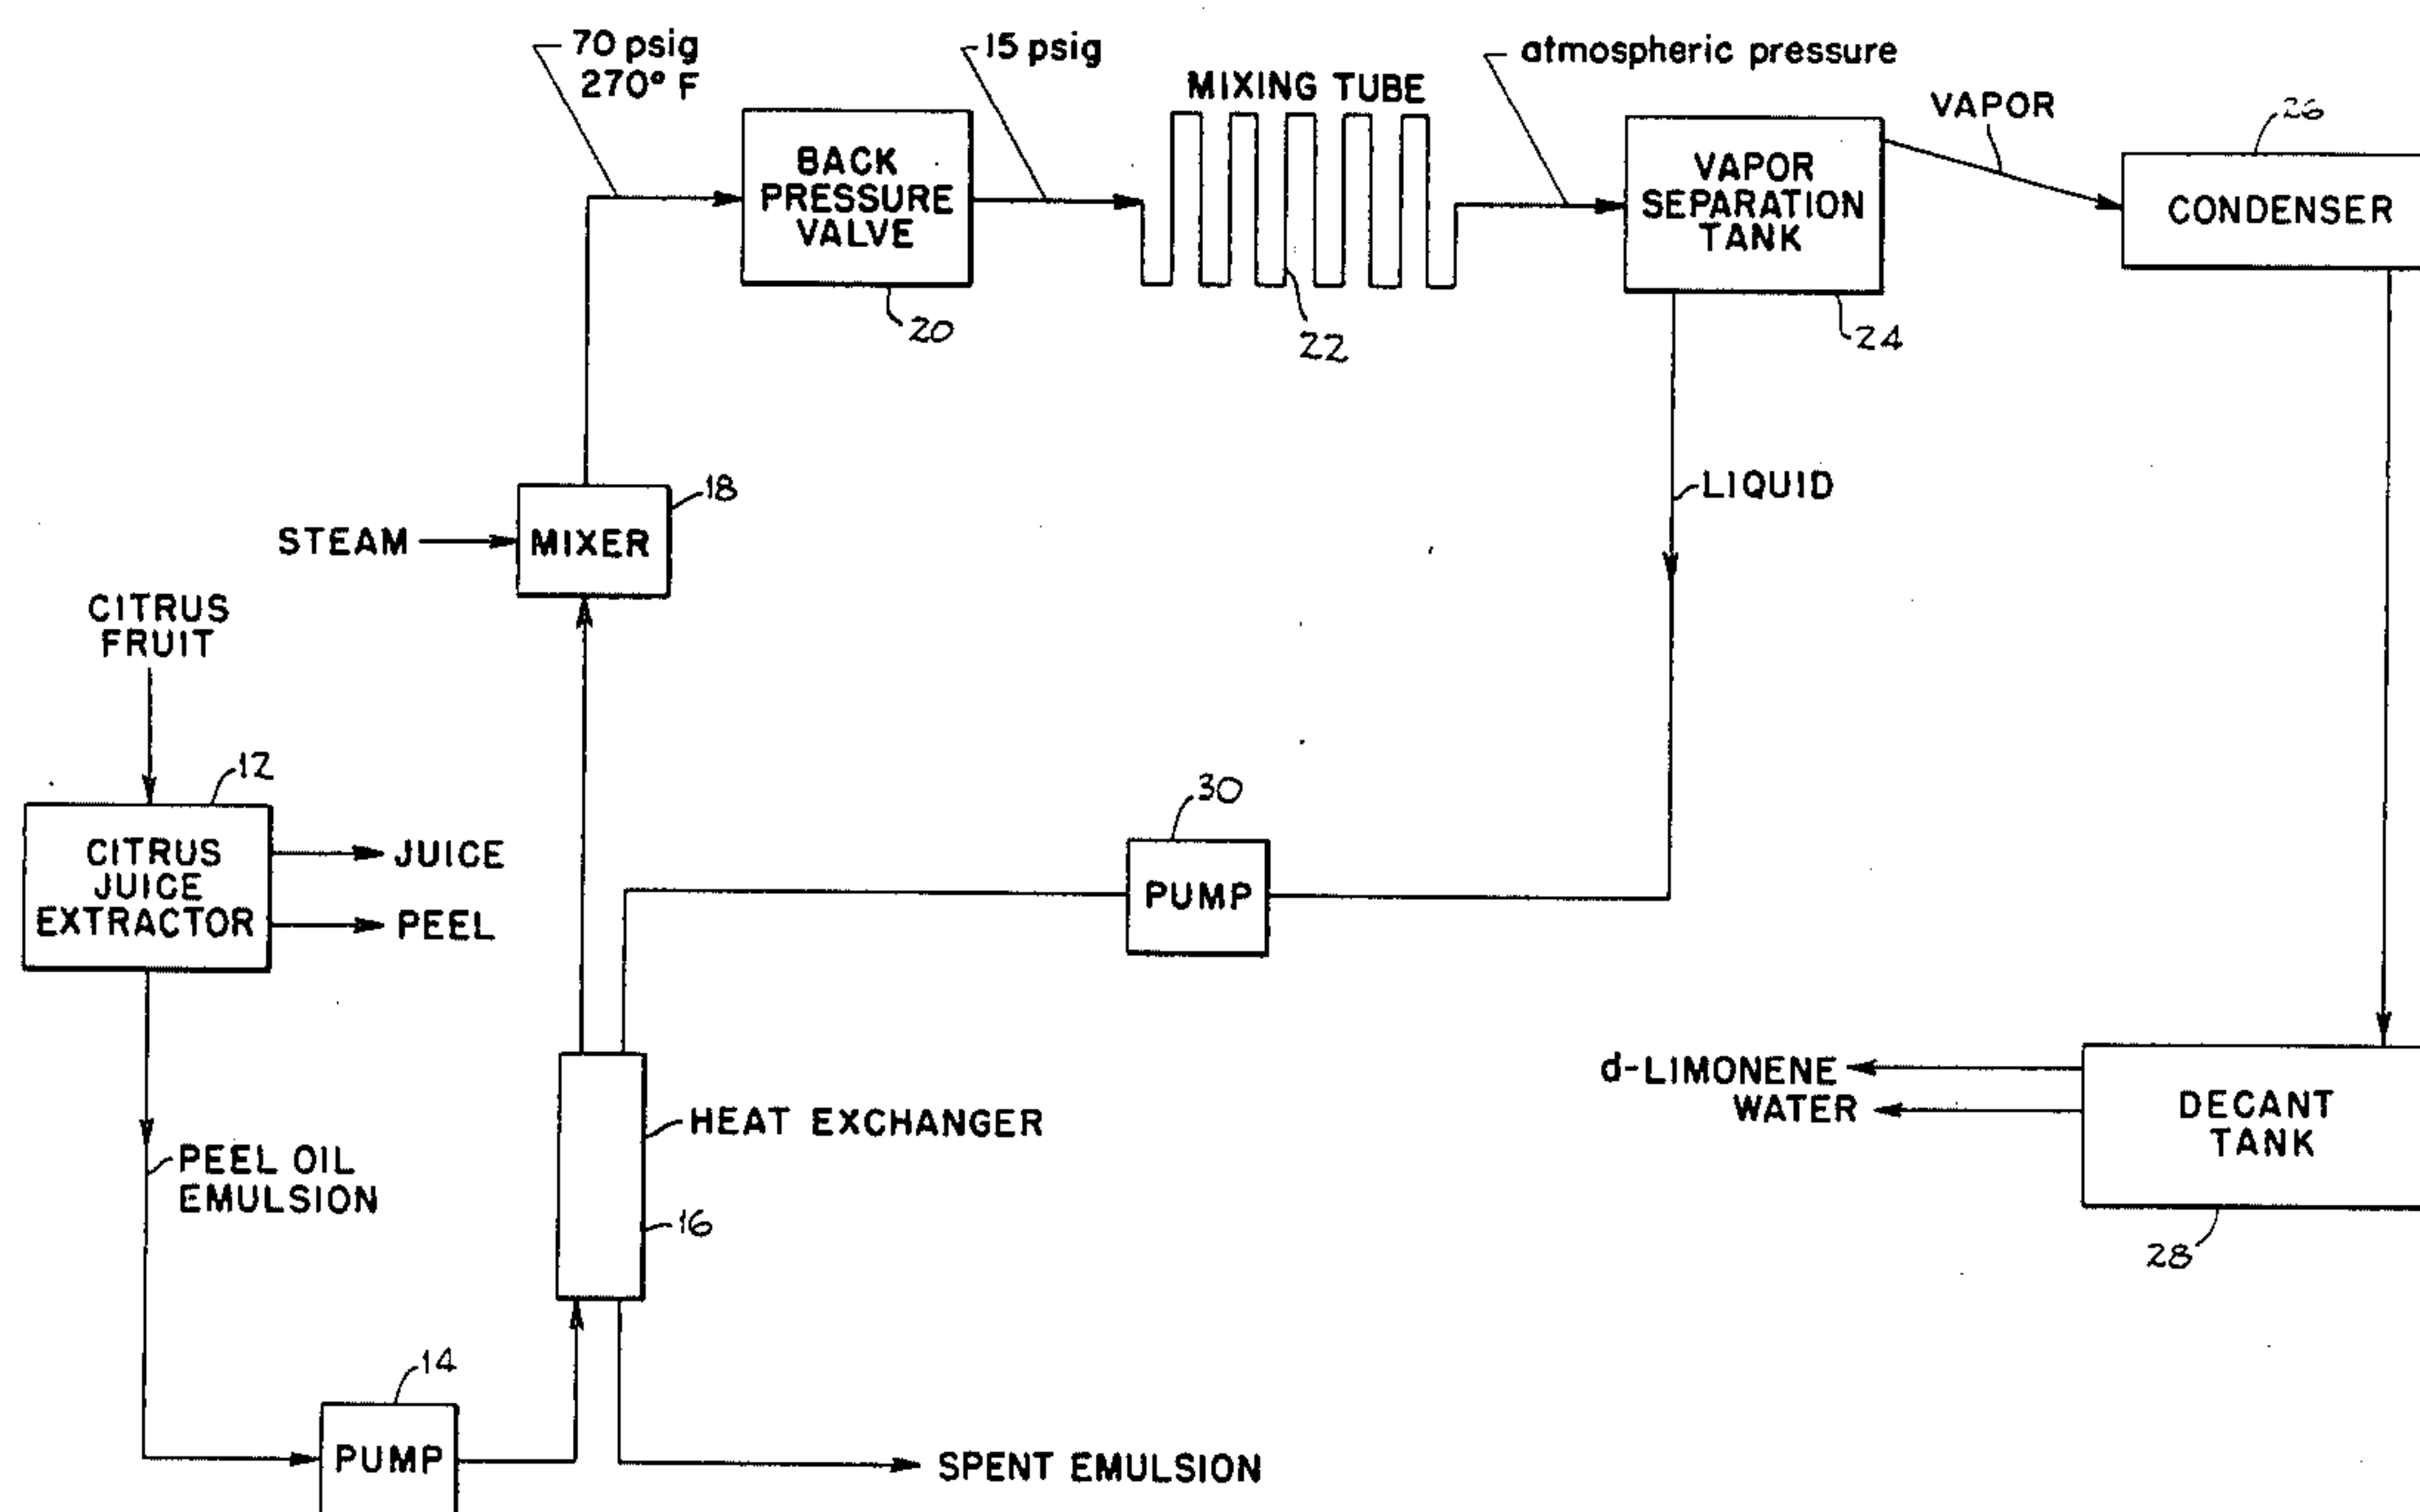 70 psig
270° F
15 psig
MIXING TUBE
atmospheric pressure
VAPOR
26
BACK
PRESSURE
VALVE
20
22
VAPOR
SEPARATION
TANK
24
CONDENSER
LIQUID
18
STEAM
MIXER
CITRUS
FRUIT
12
CITRUS
JUICE
EXTRACTOR
JUICE
PEEL
30
PUMP
d-LIMONENE
WATER
DECANT
TANK
28
HEAT EXCHANGER
16
PEEL OIL
EMULSION
14
PUMP
SPENT EMULSION